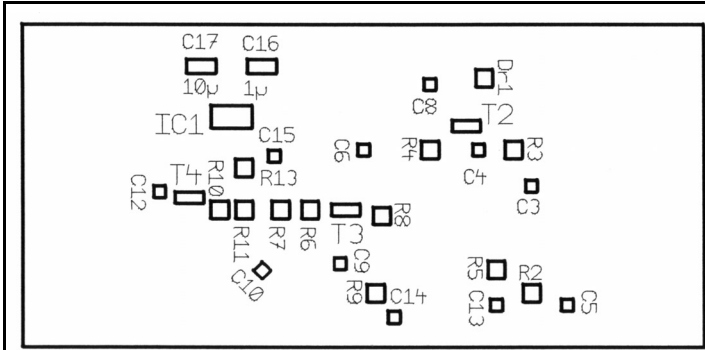 C17 C16
10µ 1µ
Dr1
C8
IC1
T2
C15
C6
R4
C4
R3
R10
R13
T4
C12
C3
R11
R7
R6
T3
R8
C10
C9
R5
R2
R9
C14
C13
C5